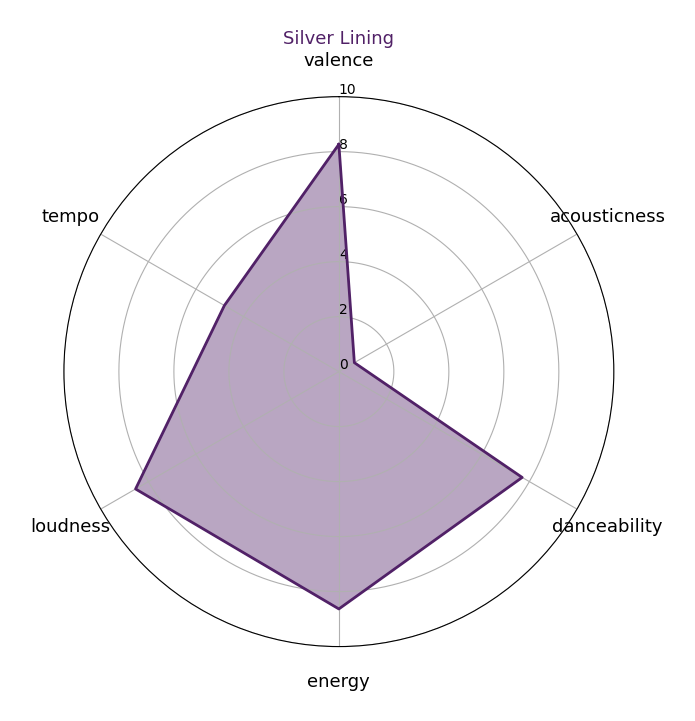 Silver Lining
valence
10
8
6
4
2
0
tempo
acousticness
loudness
danceability
energy